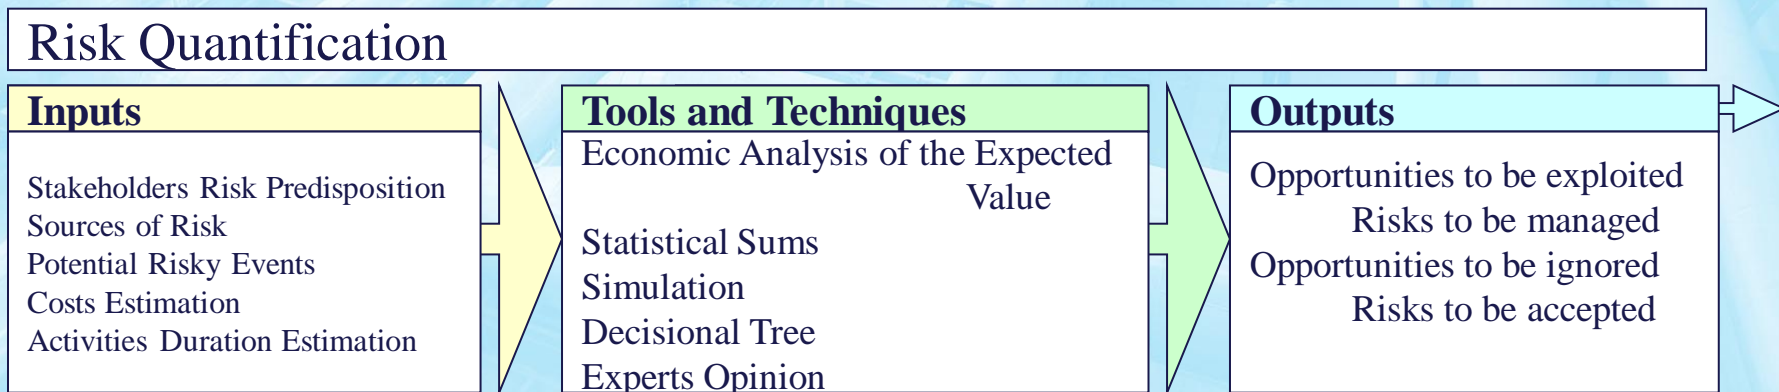 Risk Quantification
Inputs
Stakeholders Risk Predisposition
Sources of Risk
Potential Risky Events
Costs Estimation
Activities Duration Estimation
Tools and Techniques
Economic Analysis of the Expected
Value
Statistical Sums
Simulation
Decisional Tree
Experts Opinion
Outputs
Opportunities to be exploited
Risks to be managed
Opportunities to be ignored
Risks to be accepted